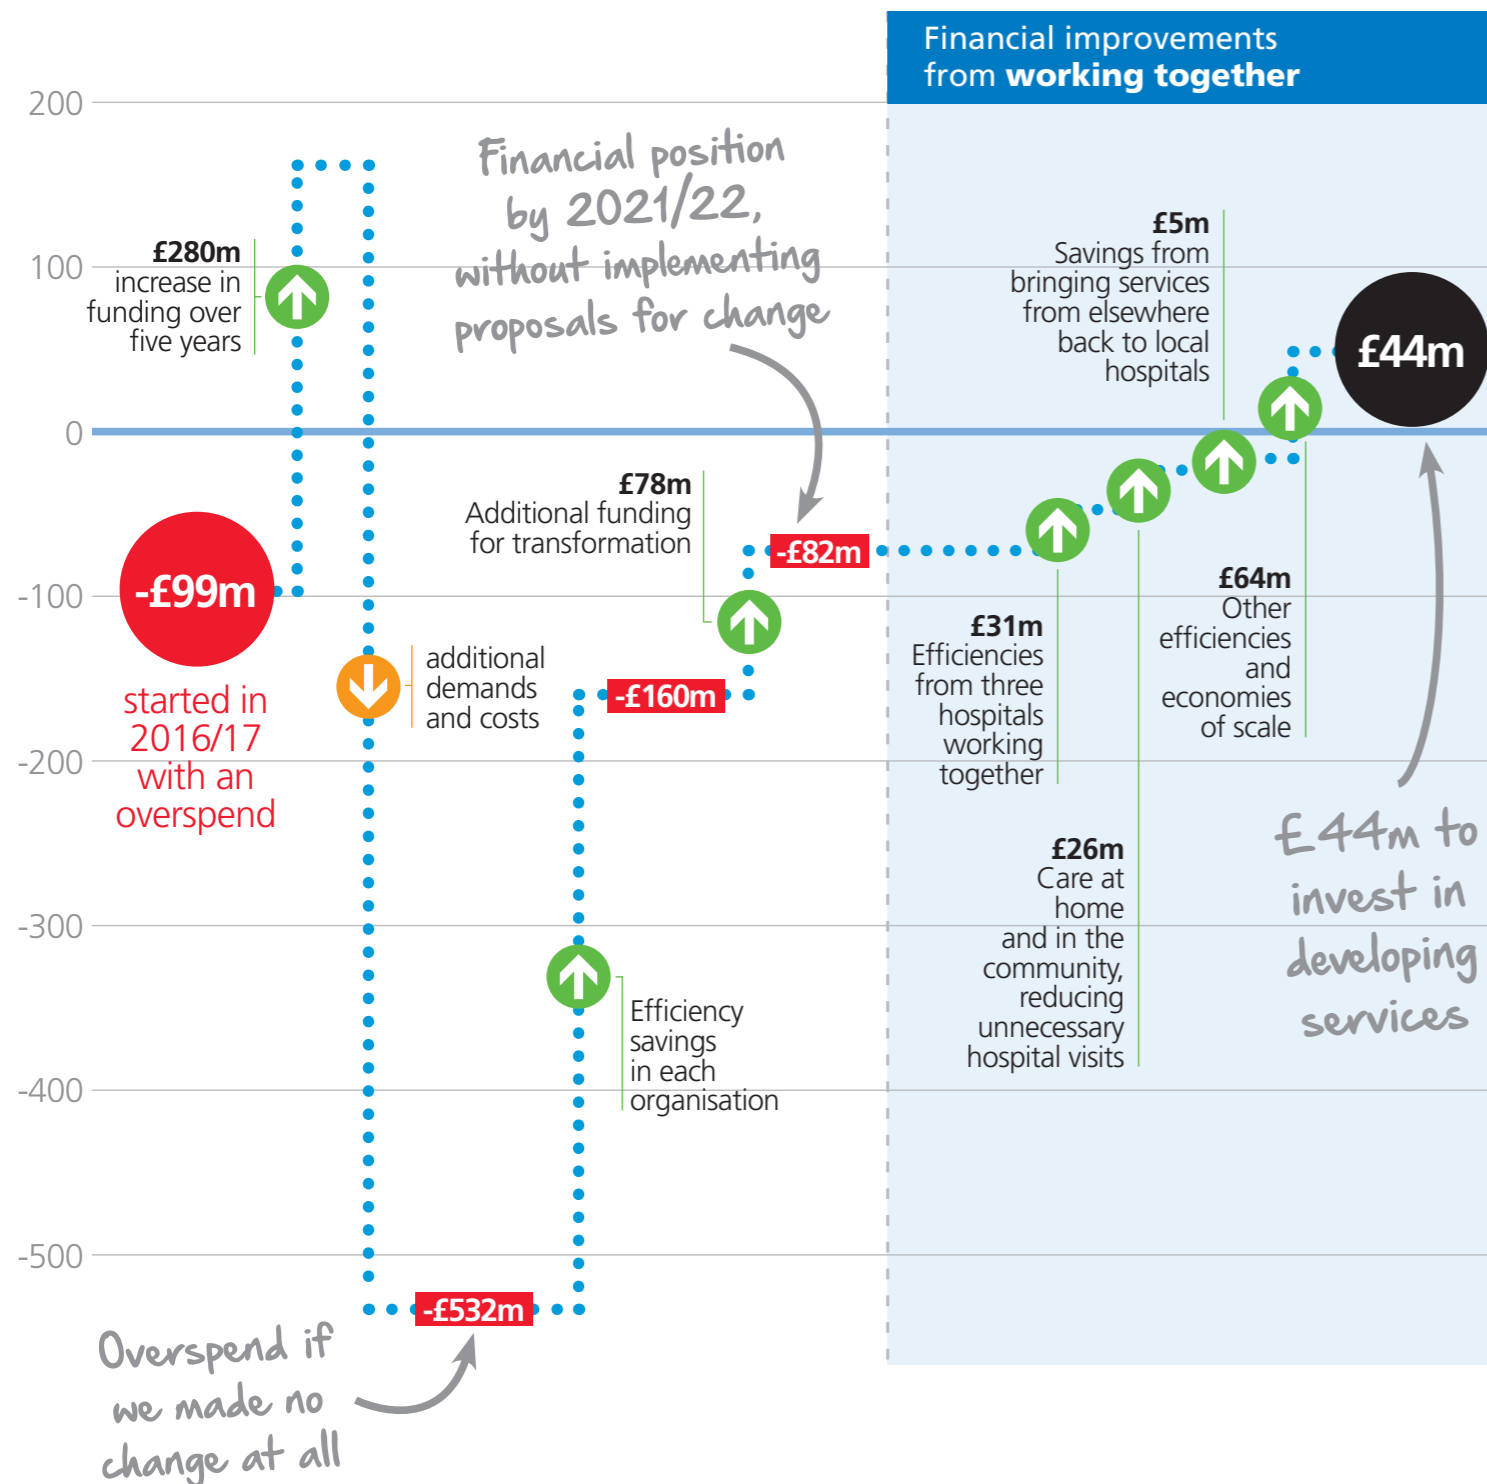 Financial improvements
from working together
200
100
0
-100
-200
-300
-400
-500
£280m
increase in
funding over
five years
-£99m
started in
2016/17
with an
overspend
additional
demands
and costs
Overspend if
we made no
change at all
-£532m
Efficiency
savings
in each
organisation
-£160m
£78m
Additional funding
for transformation
Financial position
by 2021/22,
without implementing
proposals for change
-£82m
£31m
Efficiencies
from three
hospitals
working
together
£26m
Care at
home
and in the
community,
reducing
unnecessary
hospital visits
£5m
Savings from
bringing services
from elsewhere
back to local
hospitals
£64m
Other
efficiencies
and
economies
of scale
£44m
£44m to
invest in
developing
services